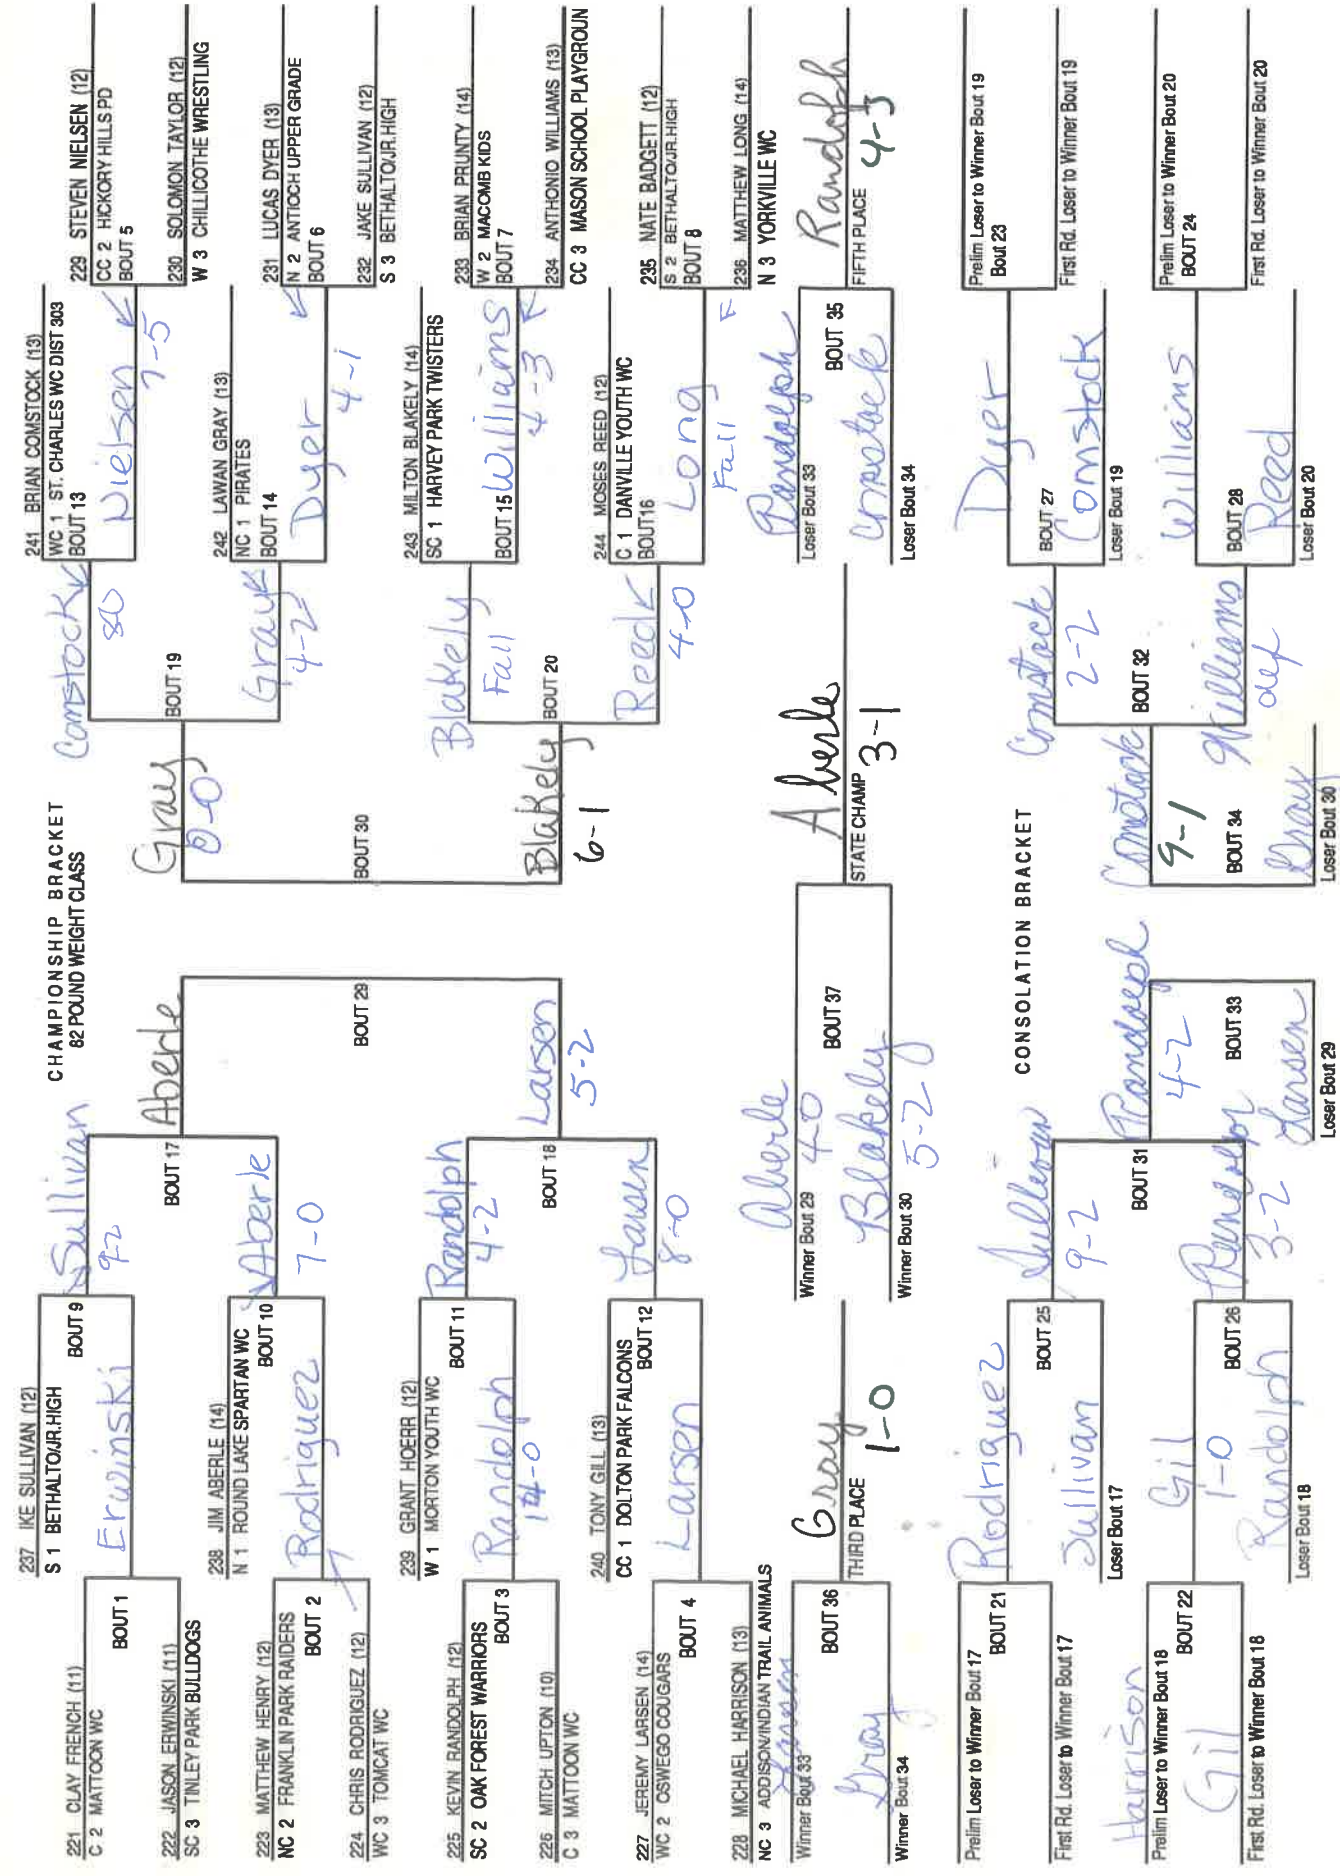 CHAMPIONSHIP BRACKET
82 POUND WEIGHT CLASS
221 CLAY FRENCH (11)
C 2 MATTOON WC
BOUT 1
222 JASON ERWINSKI (11)
SC 3 TINLEY PARK BULLDOGS
223 MATTHEW HENRY (12)
NC 2 FRANKLIN PARK RAIDERS
BOUT 2
224 CHRIS RODRIGUEZ (12)
WC 3 TOMCAT WC
225 KEVIN RANDOLPH (12)
SC 2 OAK FOREST WARRIORS
BOUT 3
226 MITCH UPTON (10)
C 3 MATTOON WC
227 JEREMY LARSEN (14)
WC 2 OSWEGO COUGARS
BOUT 4
228 MICHAEL HARRISON (13)
NC 3 ADDISON/INDIAN TRAIL ANIMALS
237 IKE SULLIVAN (12)
S 1 BETHALTO/JR.HIGH
BOUT 9
Erwinski
238 JIM ABERLE (14)
N 1 ROUND LAKE SPARTAN WC
BOUT 10
Rodriguez
239 GRANT HOERR (12)
W 1 MORTON YOUTH WC
BOUT 11
Randolph
14-0
240 TONY GILL (13)
CC 1 DOLTON PARK FALCONS
BOUT 12
Larsen
Sullivan
9-2
BOUT 17
Aberle
7-0
Randolph
4-2
BOUT 18
Larsen
8-0
Aberle
BOUT 29
Larsen
5-2
Gray
0-0
BOUT 30
Blakely
6-1
Comstock
8-0
BOUT 19
Gray
4-2
Blakely
Fall
BOUT 20
Reed
4-0
241 BRIAN COMSTOCK (13)
WC 1 ST. CHARLES WC DIST 303
BOUT 13
Nielsen
7-5
242 LAWAN GRAY (13)
NC 1 PIRATES
BOUT 14
Dyer
4-1
243 MILTON BLAKELY (14)
SC 1 HARVEY PARK TWISTERS
BOUT 15
Williams
4-3
F
244 MOSES REED (12)
C 1 DANVILLE YOUTH WC
BOUT16
Long
Fall
F
229 STEVEN NIELSEN (12)
CC 2 HICKORY HILLS PD
BOUT 5
230 SOLOMON TAYLOR (12)
W 3 CHILLICOTHE WRESTLING
231 LUCAS DYER (13)
N 2 ANTIOCH UPPER GRADE
BOUT 6
232 JAKE SULLIVAN (12)
S 3 BETHALTO/JR.HIGH
233 BRIAN PRUNTY (14)
W 2 MACOMB KIDS
BOUT 7
234 ANTHONIO WILLIAMS (13)
CC 3 MASON SCHOOL PLAYGROUN
235 NATE BADGETT (12)
S 2 BETHALTO/JR.HIGH
BOUT 8
236 MATTHEW LONG (14)
N 3 YORKVILLE WC
Larsen
Winner Bout 33
BOUT 36
Gray
Winner Bout 34
Gray
THIRD PLACE
1-0
Aberle
Winner Bout 29
4-0
BOUT 37
Blakely
Winner Bout 30
5-2
Aberle
STATE CHAMP
3-1
Randolph
Loser Bout 33
BOUT 35
Comstock
Loser Bout 34
Randolph
FIFTH PLACE
4-3
CONSOLATION BRACKET
Prelim Loser to Winner Bout 17
BOUT 21
First Rd. Loser to Winner Bout 17
Harrison
Prelim Loser to Winner Bout 18
BOUT 22
Gil
First Rd. Loser to Winner Bout 18
Rodriguez
BOUT 25
Sullivan
Loser Bout 17
Gil
1-0
BOUT 26
Randolph
Loser Bout 18
Sullivan
9-2
BOUT 31
Randolph
3-2
Randolph
4-2
BOUT 33
Larsen
Loser Bout 29
Comstock
9-1
BOUT 34
Gray
Loser Bout 30
Comstock
2-2
BOUT 32
Williams
def
Dyer
BOUT 27
Comstock
Loser Bout 19
Williams
BOUT 28
Reed
Loser Bout 20
Prelim Loser to Winner Bout 19
Bout 23
First Rd. Loser to Winner Bout 19
Prelim Loser to Winner Bout 20
BOUT 24
First Rd. Loser to Winner Bout 20